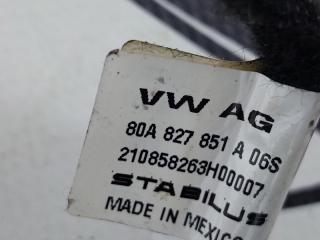 VW AG
80A 827 851 A 06S
210858263H00007
STABILUS
MADE IN MEXICO